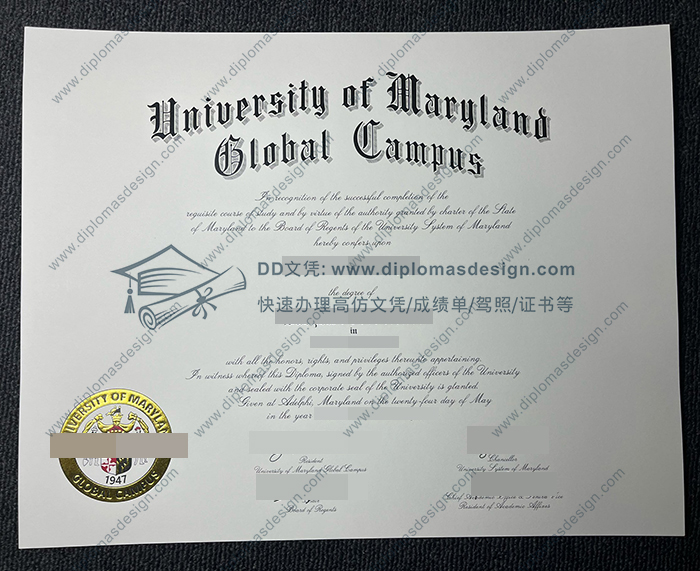 University of Maryland
Global Campus
In recognition of the successful completion of the
requisite course of study and by virtue of the authority granted by charter of the State
of Maryland to the Board of Regents of the University System of Maryland
hereby confers upon
DD文凭: www.diplomasdesign.com
the degree of
快速办理高仿文凭/成绩单/驾照/证书等
in
with all the honors, rights, and privileges thereunto appertaining.
In witness whereof this Diploma, signed by the authorized officers of the University
and sealed with the corporate seal of the University is granted.
Given at Adelphi, Maryland on the twenty-four day of May
in the year
UNIVERSITY OF MARYLAND
1947
GLOBAL CAMPUS
President
University of Maryland Global Campus
Chancellor
University System of Maryland
Board of Regents
President of Academic Affairs
www.diplomasdesign.com